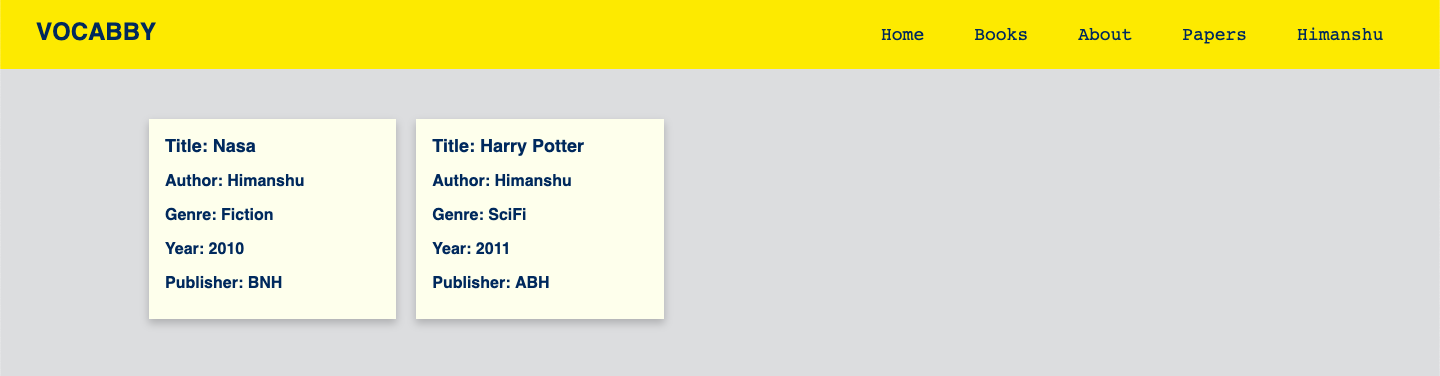 VOCABBY
Home Books About Papers Himanshu
Title: Nasa
Author: Himanshu
Genre: Fiction
Year: 2010
Publisher: BNH
Title: Harry Potter
Author: Himanshu
Genre: SciFi
Year: 2011
Publisher: ABH